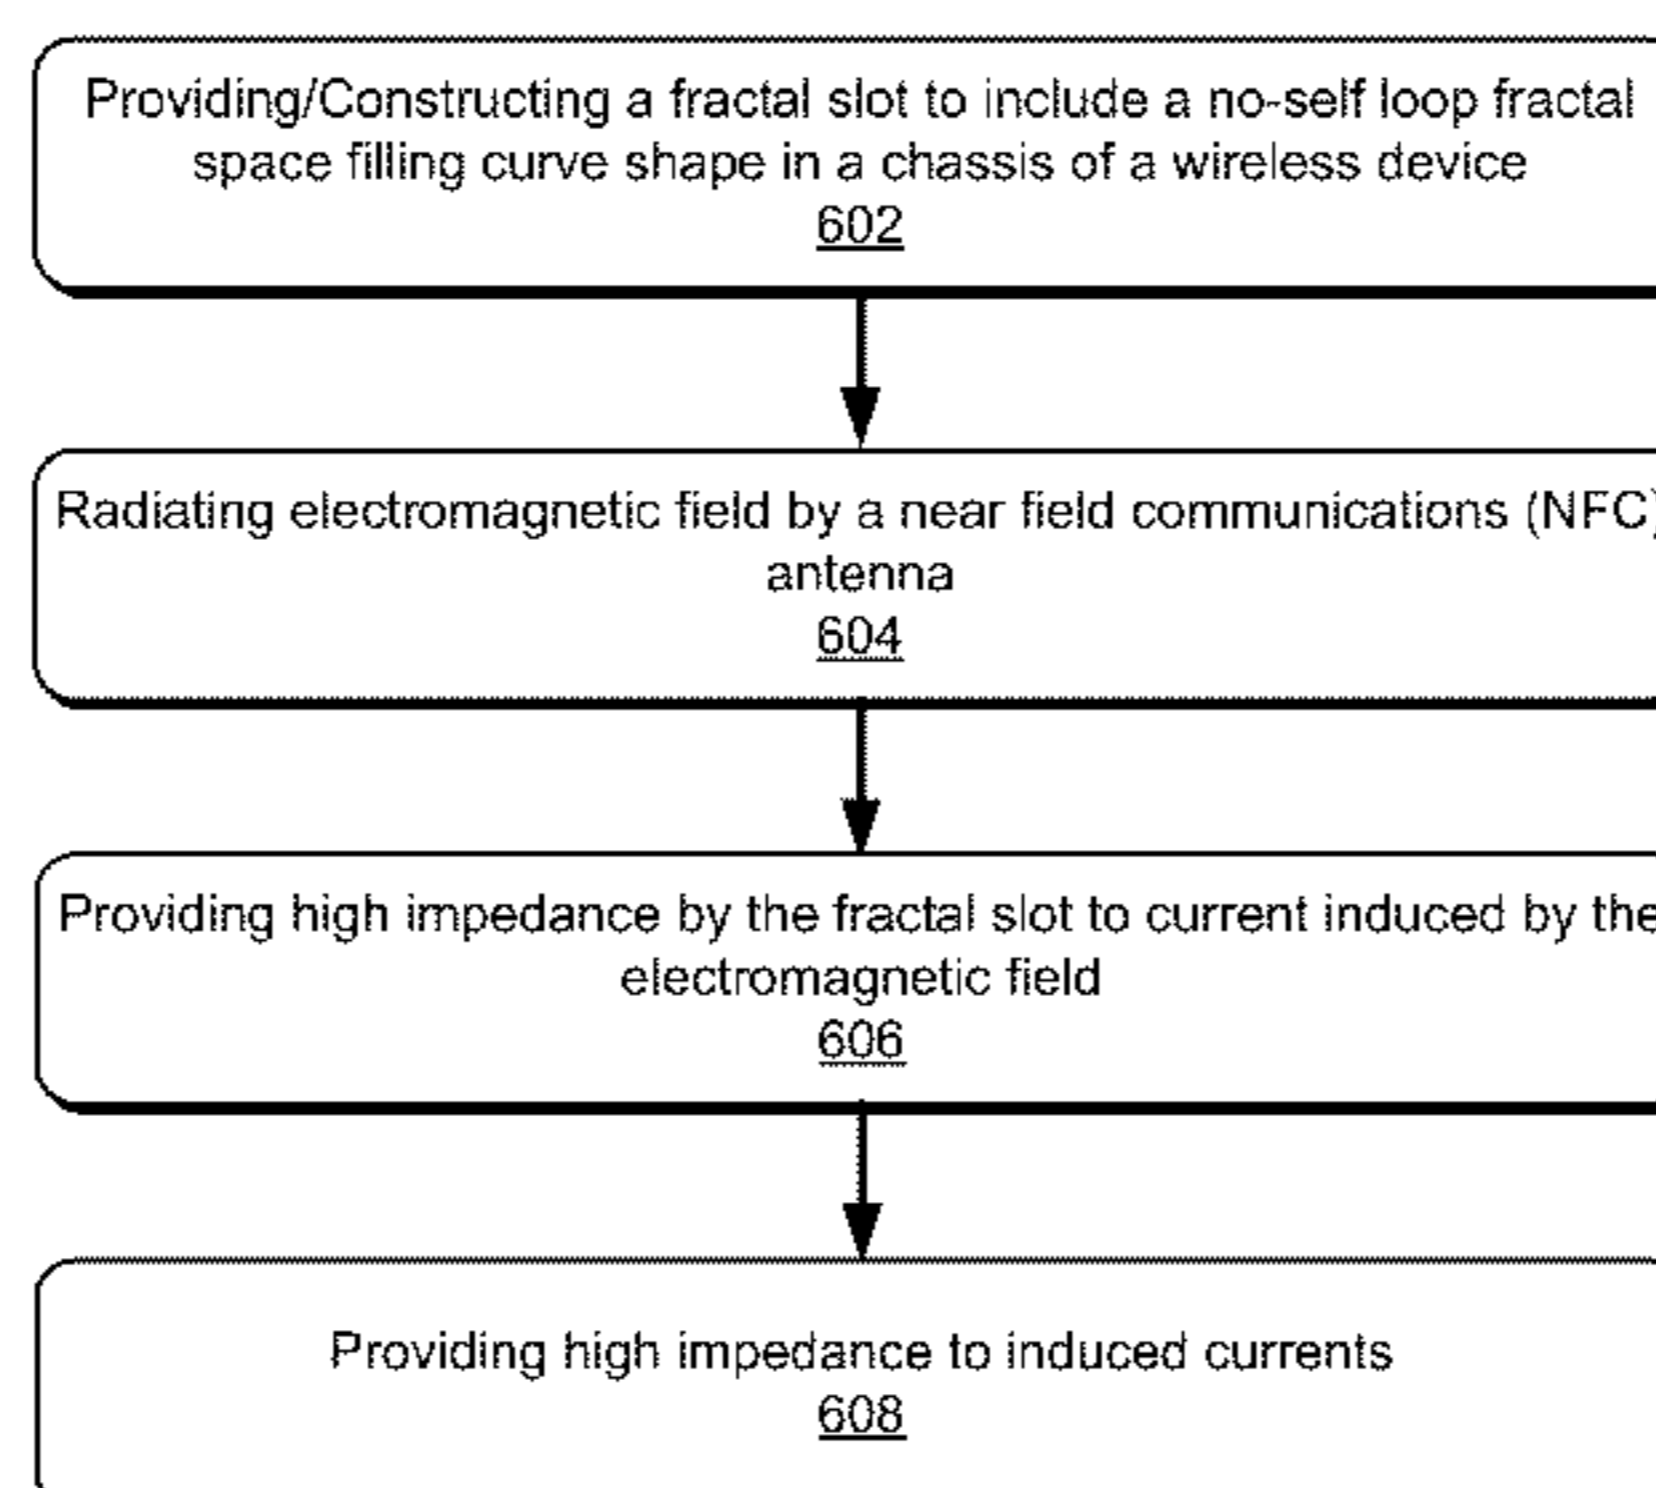 Providing/Constructing a fractal slot to include a no-self loop fractal
space filling curve shape in a chassis of a wireless device
602
Radiating electromagnetic field by a near field communications (NFC)
antenna
604
Providing high impedance by the fractal slot to current induced by the
electromagnetic field
606
Providing high impedance to induced currents
608